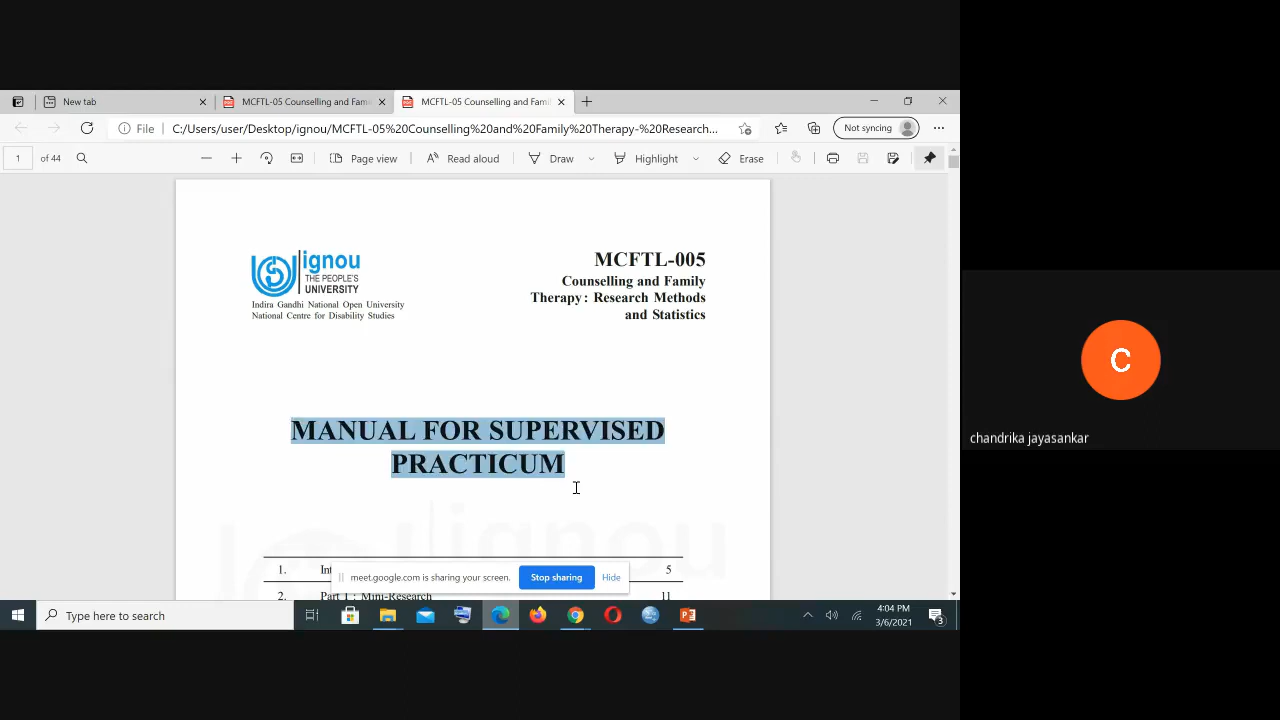 New tab
MCFTL-05 Counselling and Fami
MCFTL-05 Counselling and Famil
File
C:/Users/user/Desktop/ignou/MCFTL-05%20Counselling%20and%20Family%20Therapy-%20Research...
Not syncing
1 of 44
Page view
Read aloud
Draw
Highlight
Erase
ignou
THE PEOPLE'S
UNIVERSITY
Indira Gandhi National Open University
National Centre for Disability Studies
MCFTL-005
Counselling and Family
Therapy : Research Methods
and Statistics
MANUAL FOR SUPERVISED
PRACTICUM
ignou
1. Int 5
2. Part 1 : Mini-Research 11
meet.google.com is sharing your screen.
Stop sharing
Hide
Type here to search
4:04 PM
3/6/2021
3
C
chandrika jayasankar